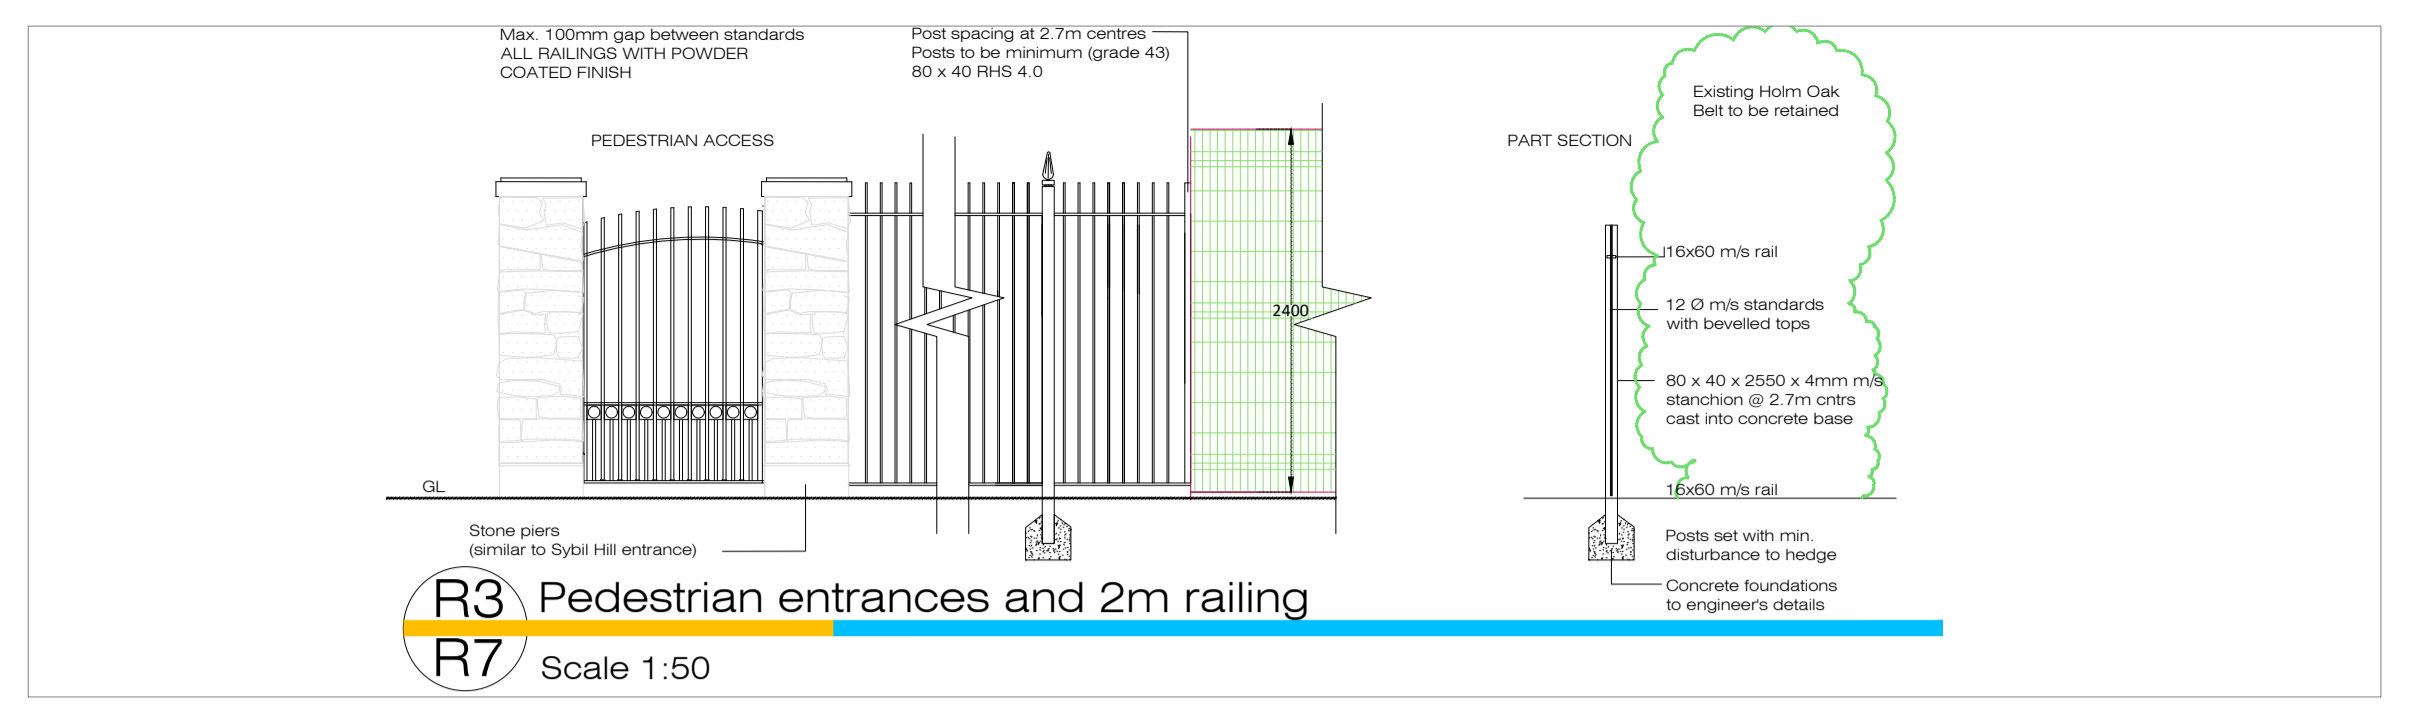 Max. 100mm gap between standards
ALL RAILINGS WITH POWDER
COATED FINISH
Post spacing at 2.7m centres
Posts to be minimum (grade 43)
80 x 40 RHS 4.0
PEDESTRIAN ACCESS
PART SECTION
Existing Holm Oak
Belt to be retained
2400
16x60 m/s rail
12 Ø m/s standards
with bevelled tops
80 x 40 x 2550 x 4mm m/s
stanchion @ 2.7m cntrs
cast into concrete base
16x60 m/s rail
GL
Stone piers
(similar to Sybil Hill entrance)
Posts set with min.
disturbance to hedge
Concrete foundations
to engineer's details
R3
Pedestrian entrances and 2m railing
R7
Scale 1:50